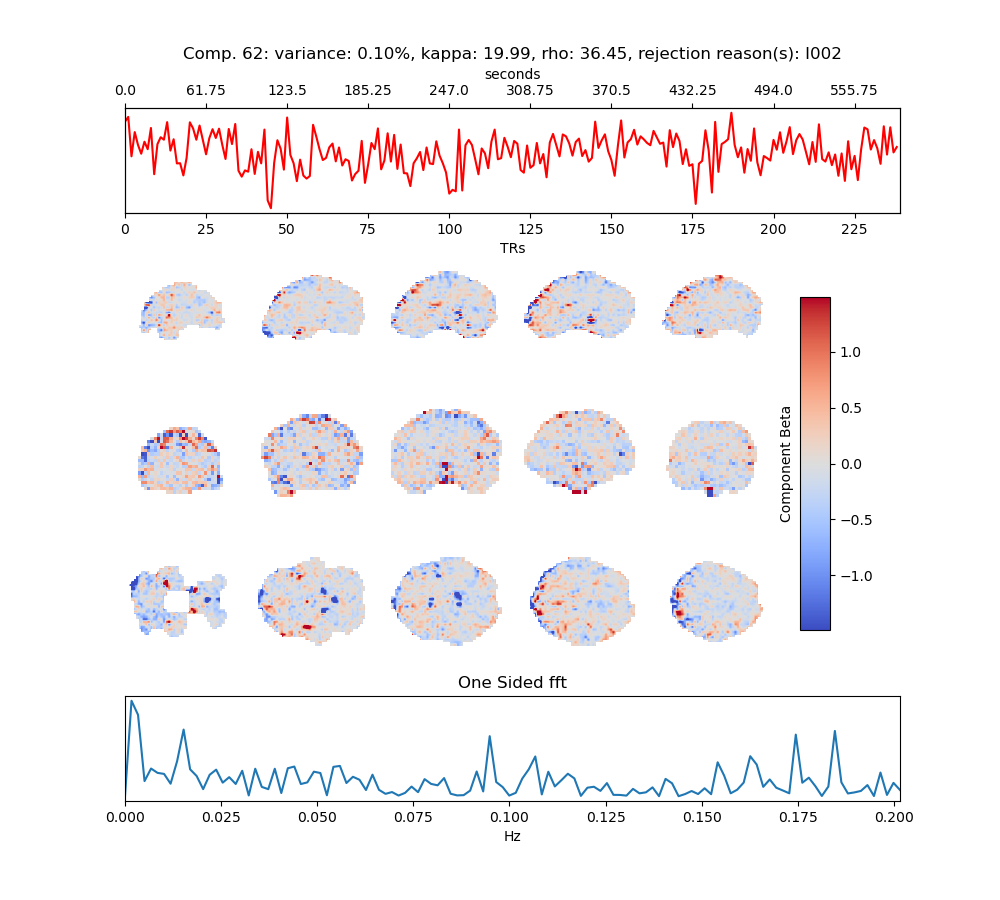 Comp. 62: variance: 0.10%, kappa: 19.99, rho: 36.45, rejection reason(s): I002
seconds
0.0 61.75 123.5 185.25 247.0 308.75 370.5 432.25 494.0 555.75
0 25 50 75 100 125 150 175 200 225
TRs
1.0
0.5
0.0
−0.5
−1.0
Component Beta
One Sided fft
0.000 0.025 0.050 0.075 0.100 0.125 0.150 0.175 0.200
Hz